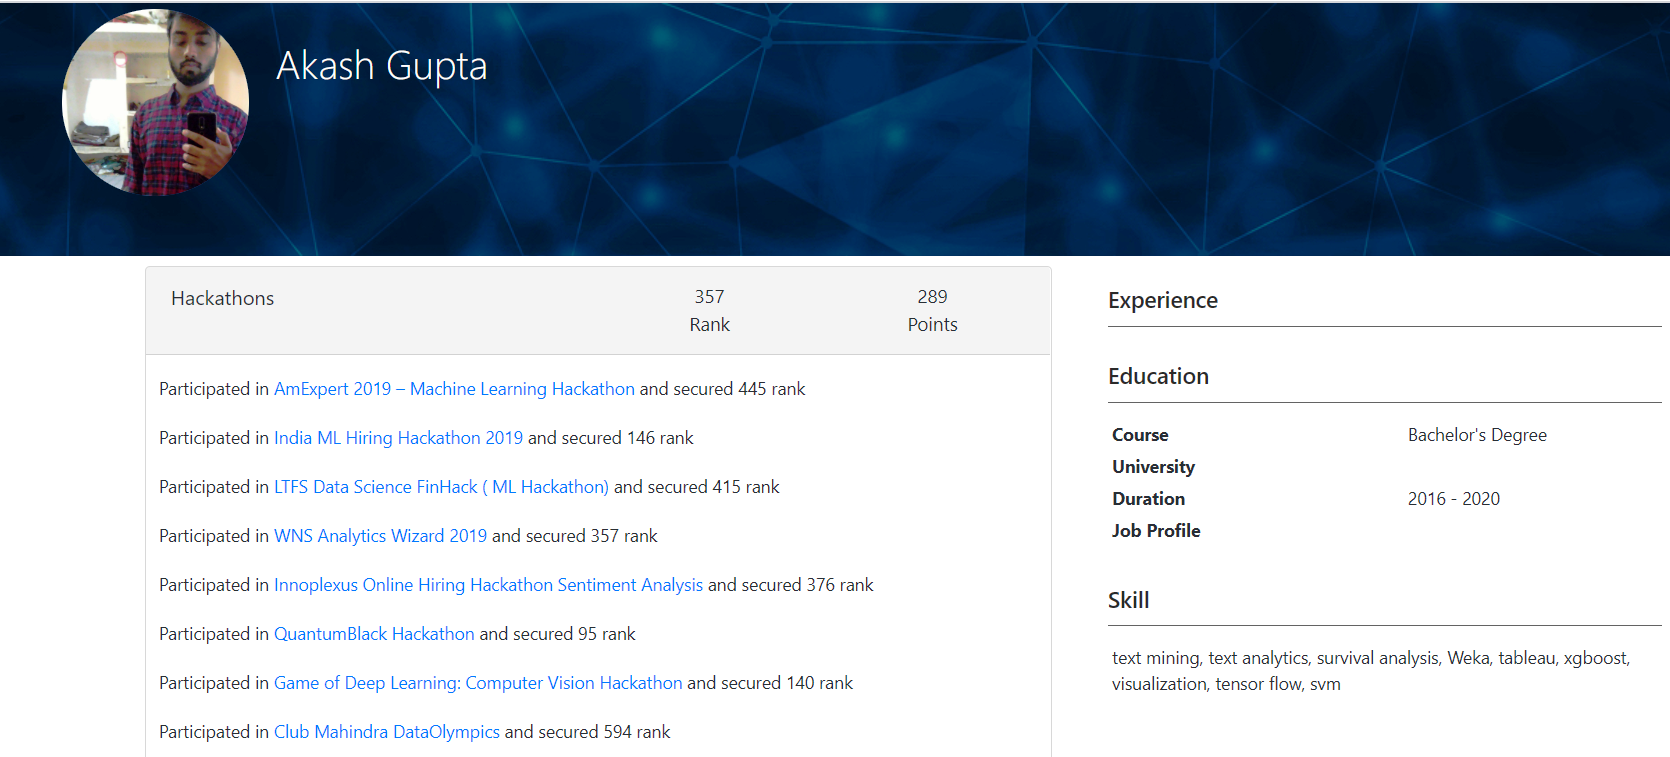 Akash Gupta
Hackathons
357
Rank
289
Points
Participated in AmExpert 2019 – Machine Learning Hackathon and secured 445 rank
Participated in India ML Hiring Hackathon 2019 and secured 146 rank
Participated in LTFS Data Science FinHack ( ML Hackathon) and secured 415 rank
Participated in WNS Analytics Wizard 2019 and secured 357 rank
Participated in Innoplexus Online Hiring Hackathon Sentiment Analysis and secured 376 rank
Participated in QuantumBlack Hackathon and secured 95 rank
Participated in Game of Deep Learning: Computer Vision Hackathon and secured 140 rank
Participated in Club Mahindra DataOlympics and secured 594 rank
Experience
Education
Course Bachelor's Degree
University
Duration 2016 - 2020
Job Profile
Skill
text mining, text analytics, survival analysis, Weka, tableau, xgboost,
visualization, tensor flow, svm